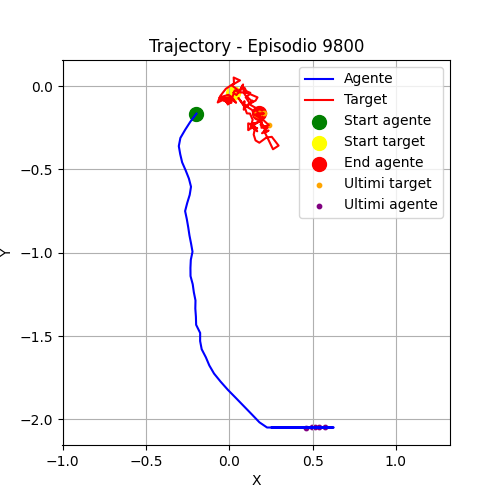 Trajectory - Episodio 9800
Agente
Target
Start agente
Start target
End agente
Ultimi target
Ultimi agente
0.0
−0.5
−1.0
−1.5
−2.0
Y
−1.0
−0.5
0.0
0.5
1.0
X